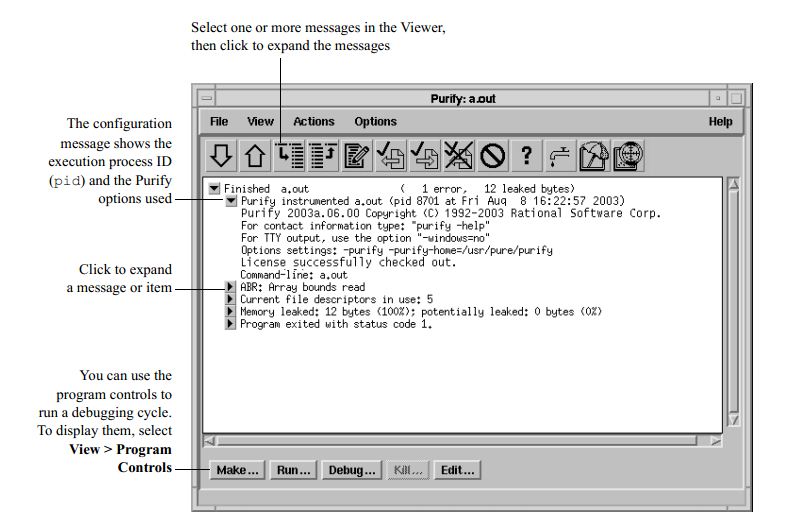 Select one or more messages in the Viewer,
then click to expand the messages
The configuration
message shows the
execution process ID
(pid) and the Purify
options used
Click to expand
a message or item
You can use the
program controls to
run a debugging cycle.
To display them, select
View > Program
Controls
Purify: a.out
File View Actions Options Help
?
Finished a.out ( 1 error, 12 leaked bytes)
Purify instrumented a.out (pid 8701 at Fri Aug 8 16:22:57 2003)
Purify 2003a.06.00 Copyright (C) 1992-2003 Rational Software Corp.
For contact information type: "purify -help"
For TTY output, use the option "-windows=no"
Options settings: -purify -purify-home=/usr/pure/purify
License successfully checked out.
Command-line: a.out
ABR: Array bounds read
Current file descriptors in use: 5
Memory leaked: 12 bytes (100%); potentially leaked: 0 bytes (0%)
Program exited with status code 1.
Make... Run... Debug... Kill... Edit...